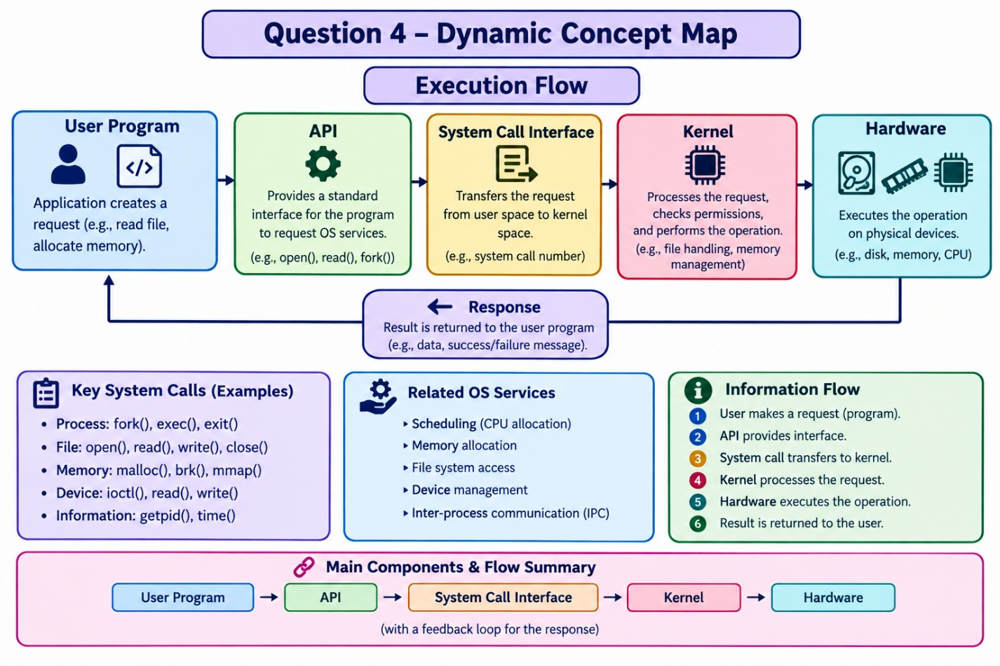 Question 4 – Dynamic Concept Map
Execution Flow
User Program
Application creates a
request (e.g., read file,
allocate memory).
API
Provides a standard
interface for the program
to request OS services.
(e.g., open(), read(), fork())
System Call Interface
Transfers the request
from user space to kernel
space.
(e.g., system call number)
Kernel
Processes the request,
checks permissions,
and performs the operation.
(e.g., file handling, memory
management)
Hardware
Executes the operation
on physical devices.
(e.g., disk, memory, CPU)
Response
Result is returned to the user program
(e.g., data, success/failure message).
Key System Calls (Examples)
• Process: fork(), exec(), exit()
• File: open(), read(), write(), close()
• Memory: malloc(), brk(), mmap()
• Device: ioctl(), read(), write()
• Information: getpid(), time()
Related OS Services
▸ Scheduling (CPU allocation)
▸ Memory allocation
▸ File system access
▸ Device management
▸ Inter-process communication (IPC)
Information Flow
1 User makes a request (program).
2 API provides interface.
3 System call transfers to kernel.
4 Kernel processes the request.
5 Hardware executes the operation.
6 Result is returned to the user.
Main Components & Flow Summary
User Program → API → System Call Interface → Kernel → Hardware
(with a feedback loop for the response)